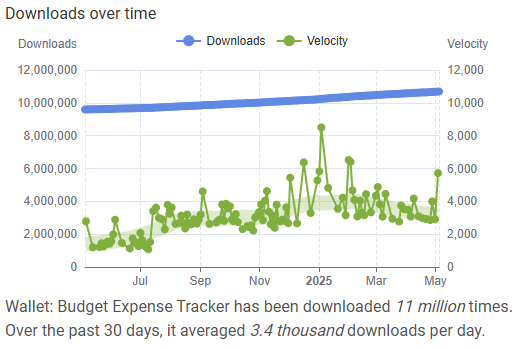 Downloads over time
Downloads Downloads Velocity Velocity
12,000,000 12,000
10,000,000 10,000
8,000,000 8,000
6,000,000 6,000
4,000,000 4,000
2,000,000 2,000
0 0
Jul Sep Nov 2025 Mar May
Wallet: Budget Expense Tracker has been downloaded 11 million times.
Over the past 30 days, it averaged 3.4 thousand downloads per day.